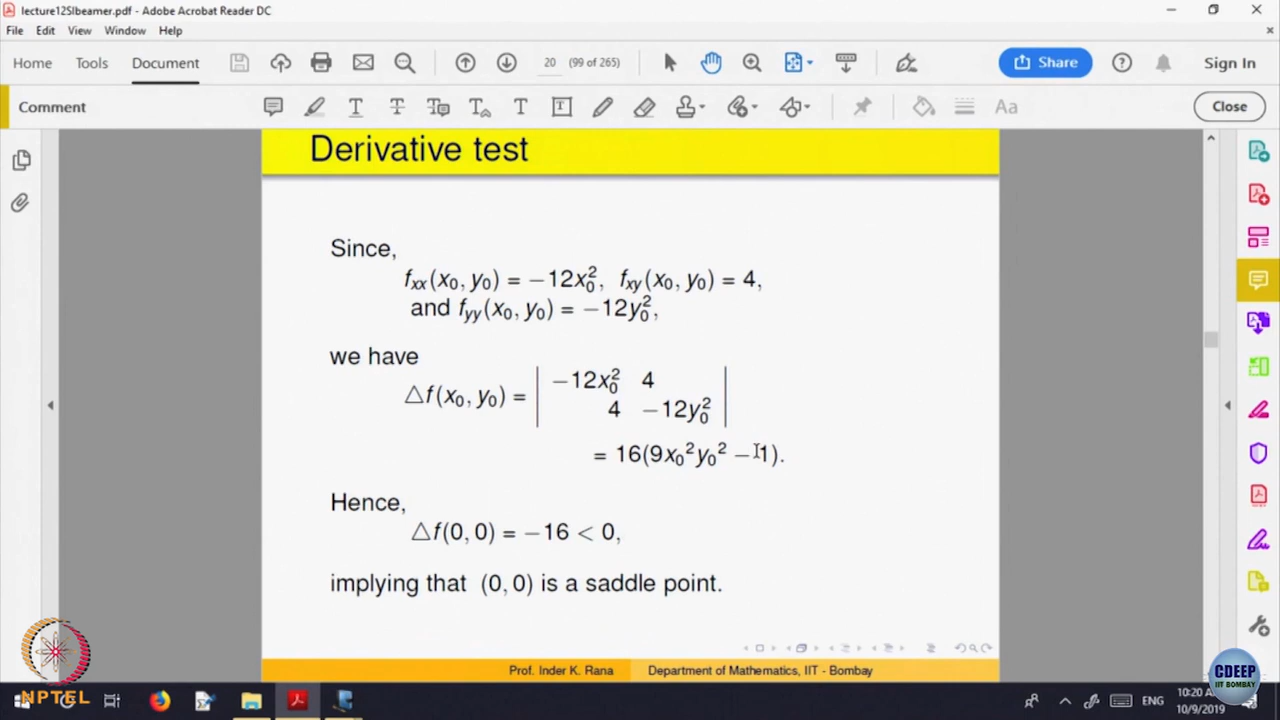 lecture12Slbeamer.pdf - Adobe Acrobat Reader DC
File Edit View Window Help
Home Tools Document 20 (99 of 265) Share Sign In
Comment Close
Derivative test
Since,
fxx(x₀, y₀) = −12x₀², fxy(x₀, y₀) = 4,
and fyy(x₀, y₀) = −12y₀²,
we have
△f(x₀, y₀) = | −12x₀² 4
4 −12y₀² |
= 16(9x₀²y₀² − 1).
Hence,
△f(0, 0) = −16 < 0,
implying that (0, 0) is a saddle point.
Prof. Inder K. Rana Department of Mathematics, IIT - Bombay
NPTEL
CDEEP
IIT BOMBAY
ENG
10:20
10/9/2019